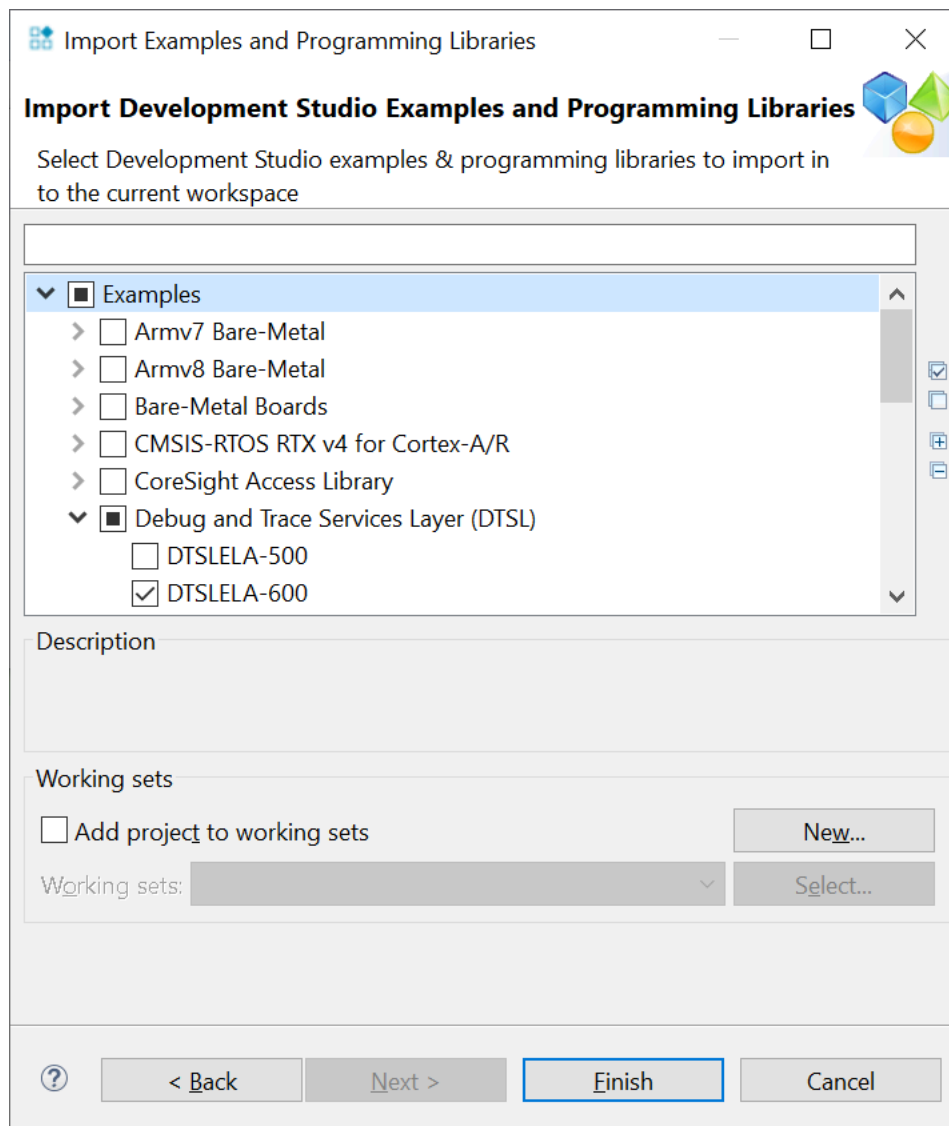 Import Examples and Programming Libraries
Import Development Studio Examples and Programming Libraries
Select Development Studio examples & programming libraries to import in
to the current workspace
Examples
Armv7 Bare-Metal
Armv8 Bare-Metal
Bare-Metal Boards
CMSIS-RTOS RTX v4 for Cortex-A/R
CoreSight Access Library
Debug and Trace Services Layer (DTSL)
DTSLELA-500
DTSLELA-600
Description
Working sets
Add project to working sets
New...
Working sets:
Select...
?
< Back
Next >
Finish
Cancel